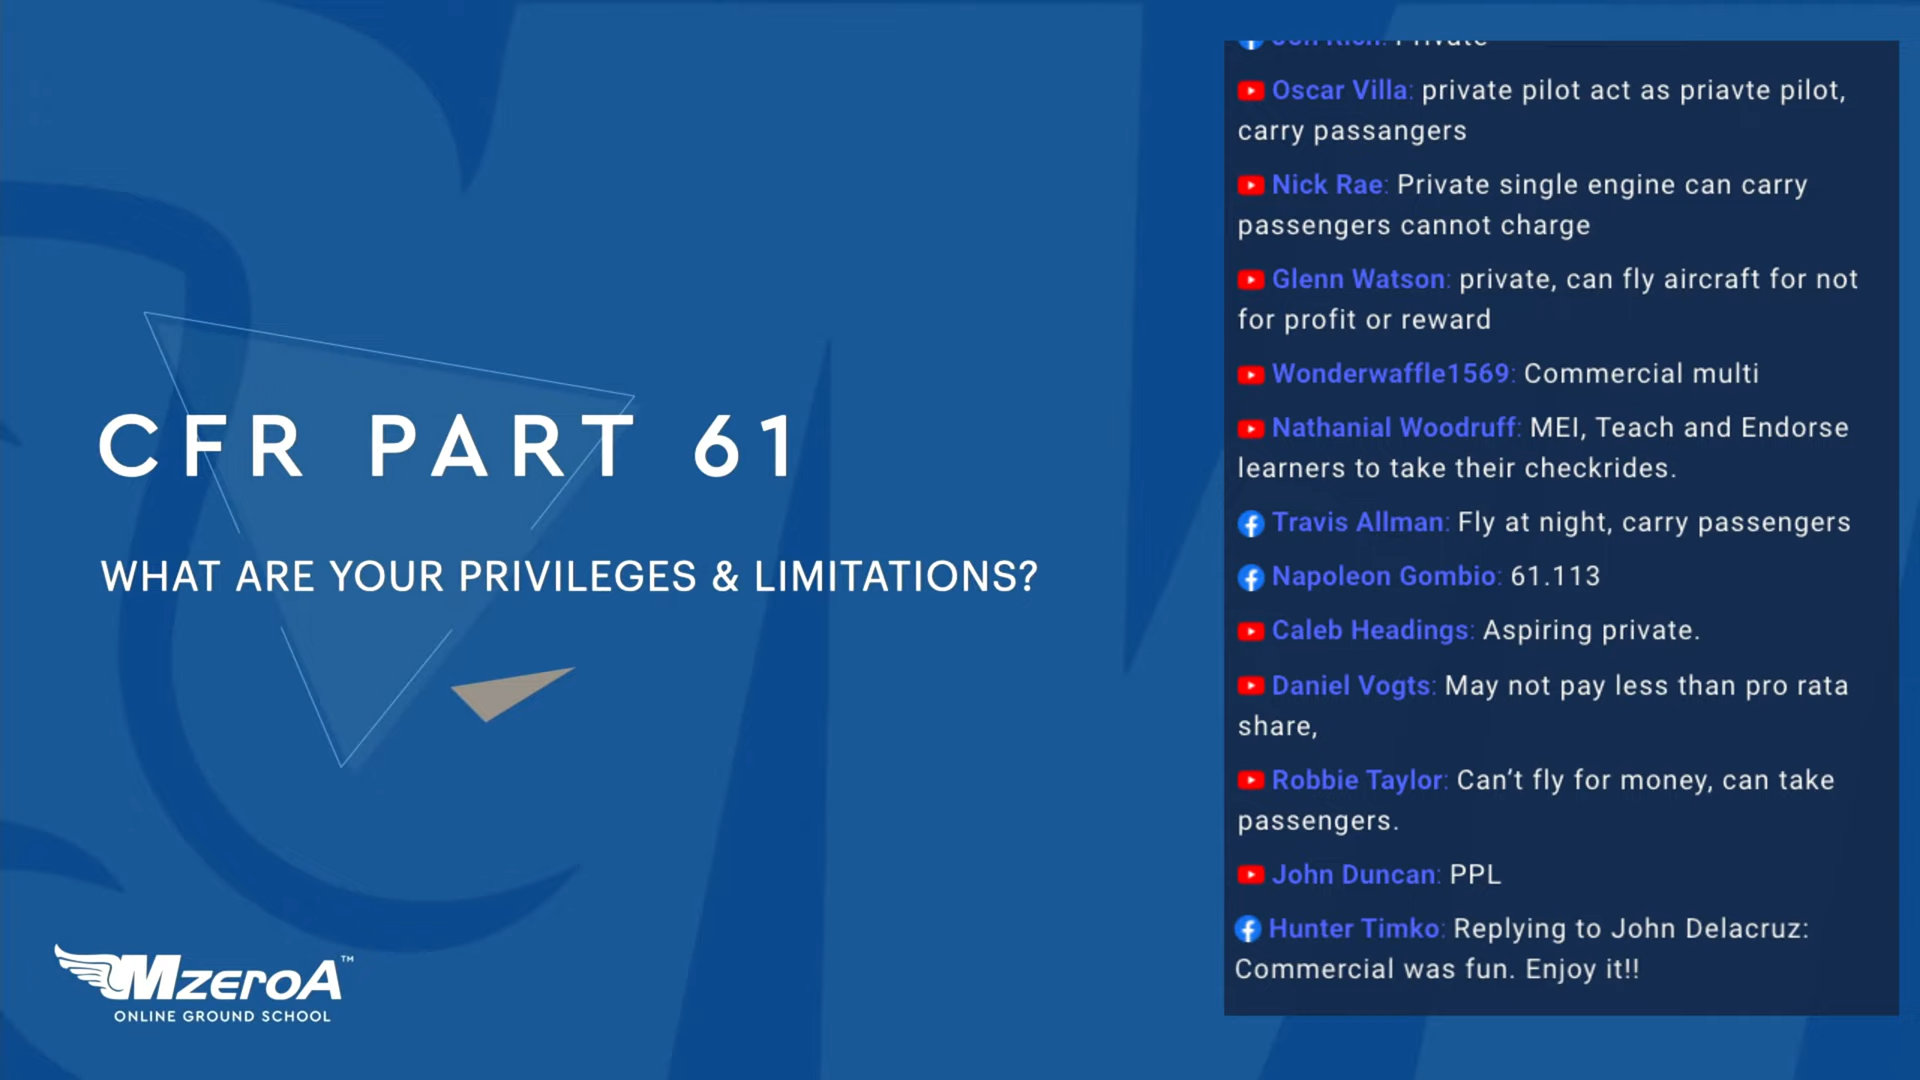 CFR PART 61
WHAT ARE YOUR PRIVILEGES & LIMITATIONS?
MzeroA™
ONLINE GROUND SCHOOL
Jon Rich: Private
Oscar Villa: private pilot act as priavte pilot,
carry passangers
Nick Rae: Private single engine can carry
passengers cannot charge
Glenn Watson: private, can fly aircraft for not
for profit or reward
Wonderwaffle1569: Commercial multi
Nathanial Woodruff: MEI, Teach and Endorse
learners to take their checkrides.
Travis Allman: Fly at night, carry passengers
Napoleon Gombio: 61.113
Caleb Headings: Aspiring private.
Daniel Vogts: May not pay less than pro rata
share,
Robbie Taylor: Can’t fly for money, can take
passengers.
John Duncan: PPL
Hunter Timko: Replying to John Delacruz:
Commercial was fun. Enjoy it!!